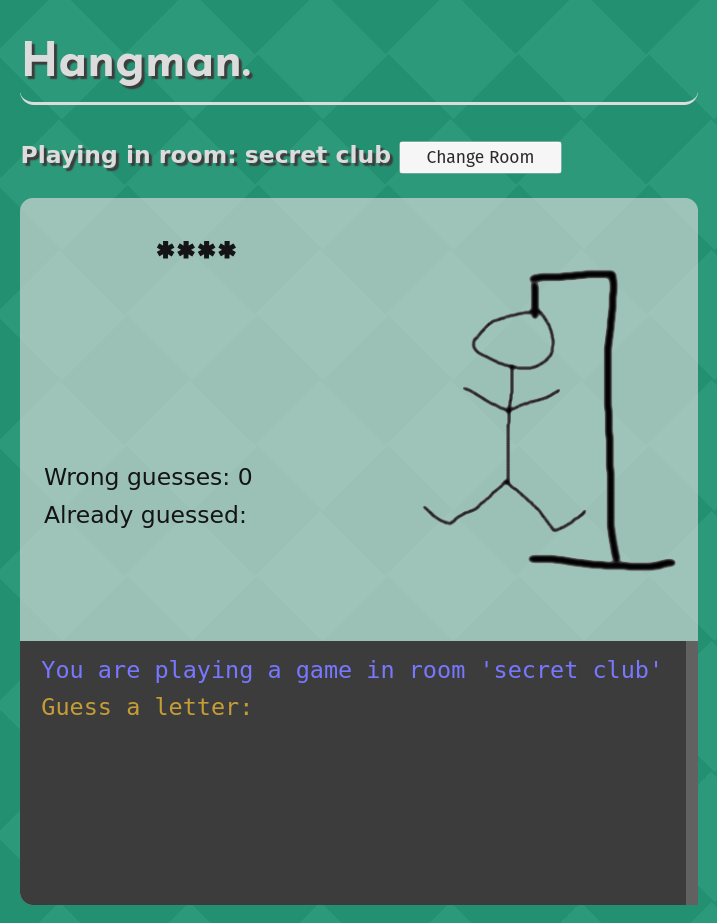 Hangman.
Playing in room: secret club Change Room
****
Wrong guesses: 0
Already guessed:
You are playing a game in room 'secret club'
Guess a letter: